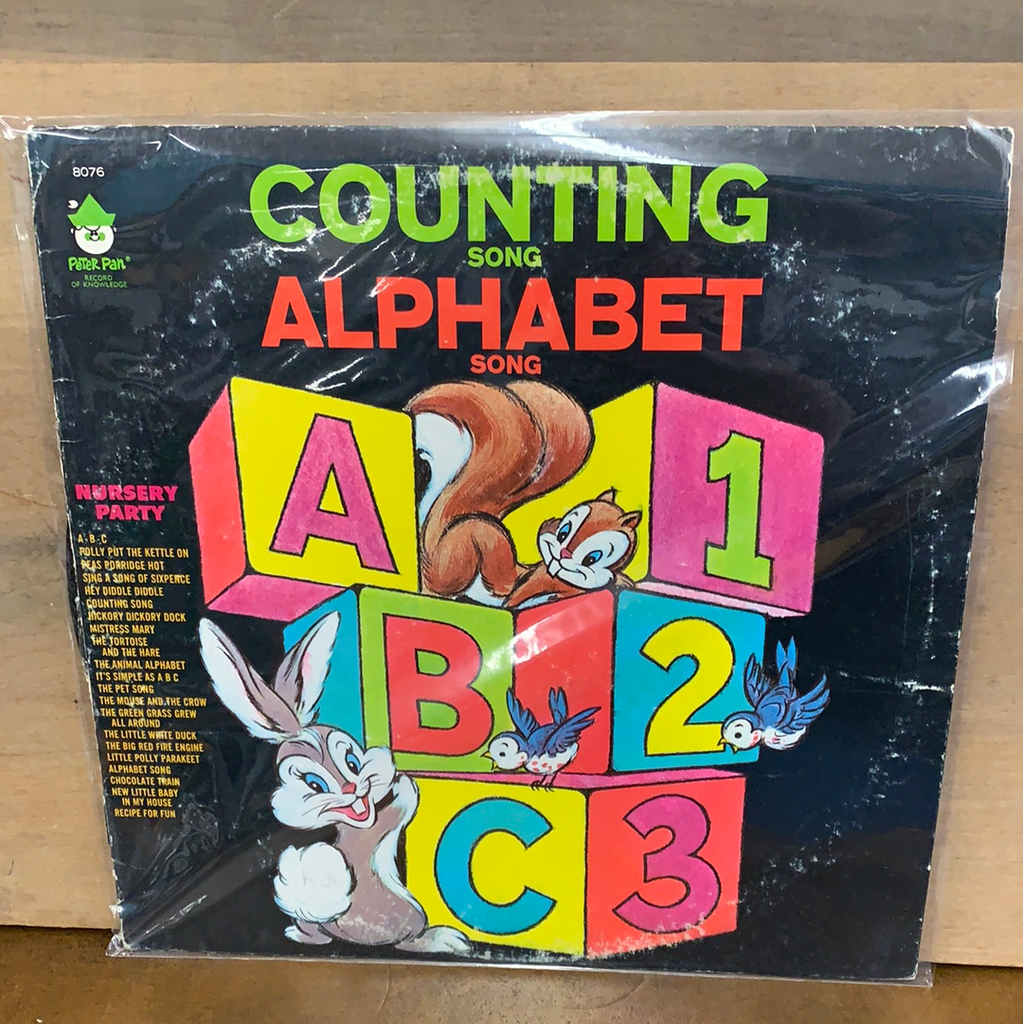 8076
COUNTING
SONG
ALPHABET
SONG
Peter Pan®
RECORD
OF KNOWLEDGE
NURSERY
PARTY
A-B-C
POLLY PUT THE KETTLE ON
PEAS PORRIDGE HOT
SING A SONG OF SIXPENCE
HEY DIDDLE DIDDLE
COUNTING SONG
HICKORY DICKORY DOCK
MISTRESS MARY
THE TORTOISE
AND THE HARE
THE ANIMAL ALPHABET
IT'S SIMPLE AS A B C
THE PET SONG
THE MOUSE AND THE CROW
THE GREEN GRASS GREW
ALL AROUND
THE LITTLE WHITE DUCK
THE BIG RED FIRE ENGINE
LITTLE POLLY PARAKEET
ALPHABET SONG
CHOCOLATE TRAIN
NEW LITTLE BABY
IN MY HOUSE
RECIPE FOR FUN
A 1
B 2
C 3